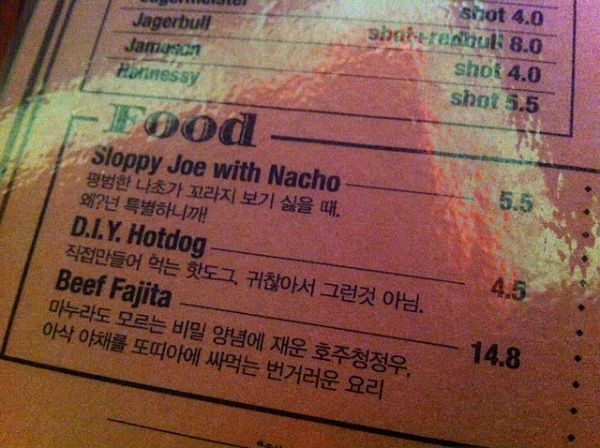 Jagermeister shot 4.0
Jagerbull shot+redbull 8.0
Jameson shot 4.0
Hennessy shot 5.5
Food
Sloppy Joe with Nacho 5.5
평범한 나초가 꼬라지 보기 싫을 때.
왜?넌 특별하니까!
D.I.Y. Hotdog 4.5
직접만들어 먹는 핫도그. 귀찮아서 그런것 아님.
Beef Fajita 14.8
마누라도 모르는 비밀 양념에 재운 호주청정우.
아삭 야채를 또띠아에 싸먹는 번거러운 요리